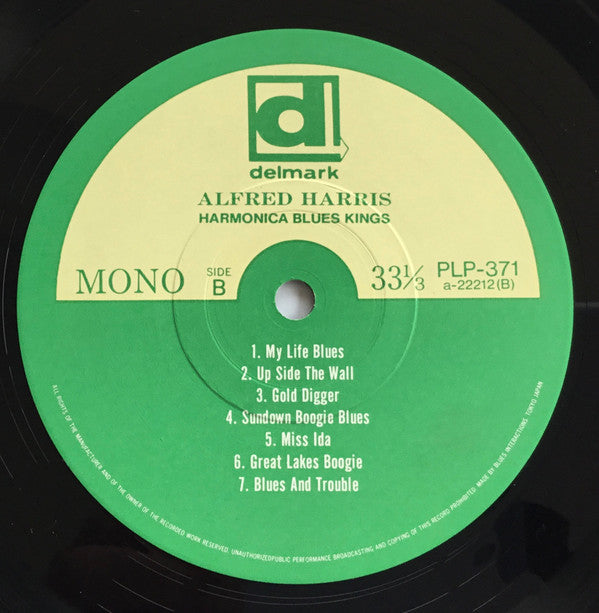 d
delmark
ALFRED HARRIS
HARMONICA BLUES KINGS
MONO
SIDE
B
33⅓
PLP-371
a-22212(B)
1. My Life Blues
2. Up Side The Wall
3. Gold Digger
4. Sundown Boogie Blues
5. Miss Ida
6. Great Lakes Boogie
7. Blues And Trouble
ALL RIGHTS OF THE MANUFACTURER AND OF THE OWNER OF THE RECORDED WORK RESERVED. UNAUTHORIZEDPUBLIC PERFORMANCE BROADCASTING AND COPYING OF THIS RECORD PROHIBITED. MADE BY BLUES INTERACTIONS, TOKYO JAPAN